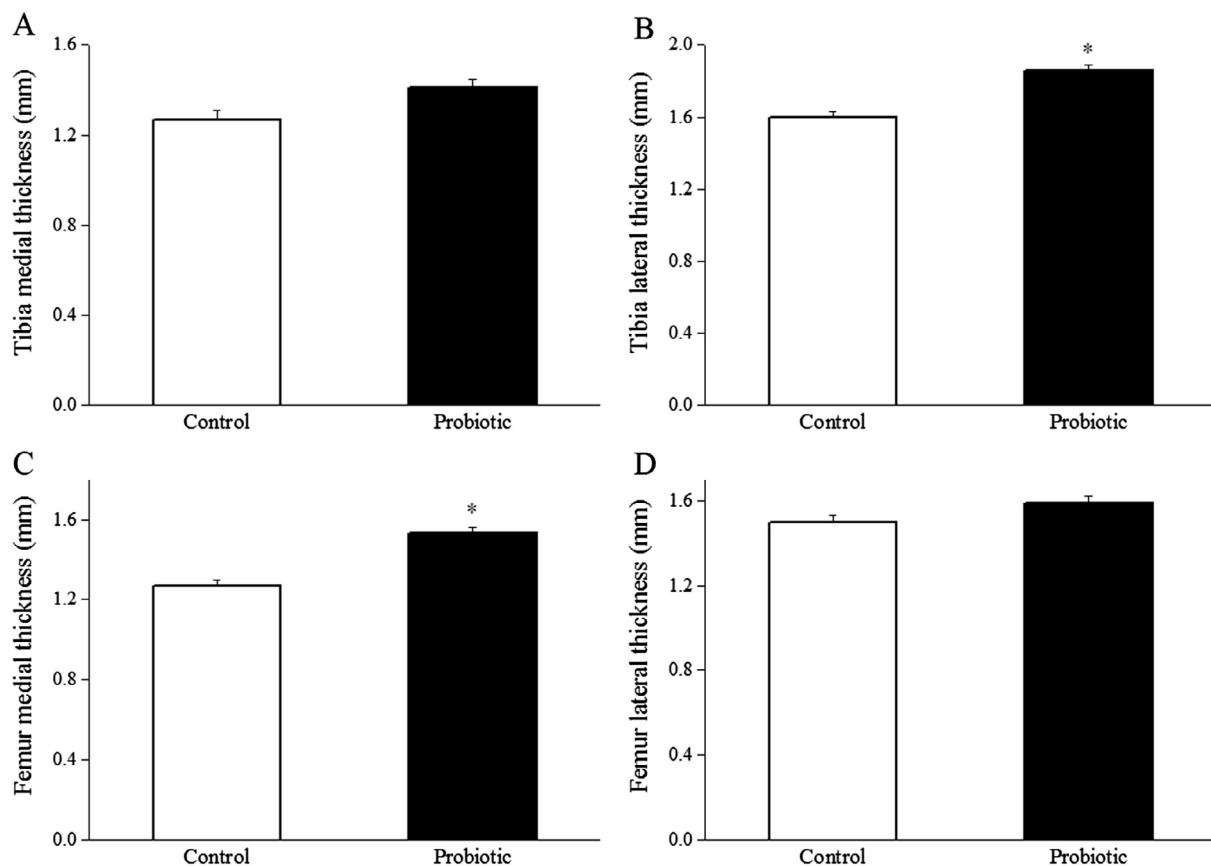 A
Tibia medial thickness (mm)
1.6
1.2
0.8
0.4
0.0
Control
Probiotic
B
Tibia lateral thickness (mm)
2.0
1.6
1.2
0.8
0.4
0.0
*
Control
Probiotic
C
Femur medial thickness (mm)
1.6
1.2
0.8
0.4
0.0
*
Control
Probiotic
D
Femur lateral thickness (mm)
1.6
1.2
0.8
0.4
0.0
Control
Probiotic